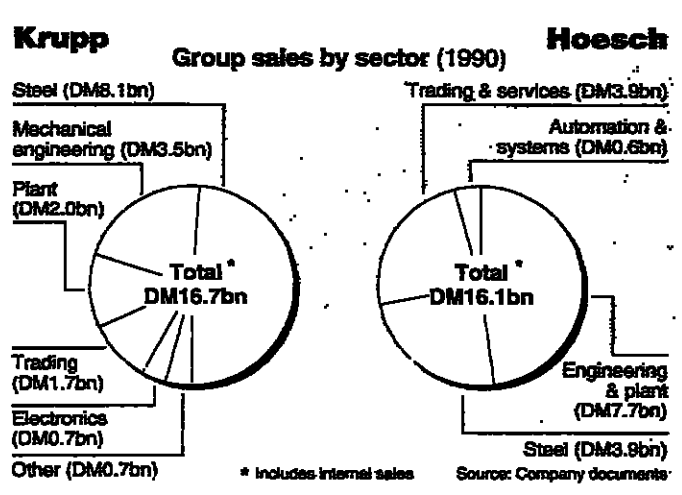 Krupp
Hoesch
Group sales by sector (1990)
Steel (DM8.1bn)
Mechanical
engineering (DM3.5bn)
Plant
(DM2.0bn)
Trading
(DM1.7bn)
Electronics
(DM0.7bn)
Other (DM0.7bn)
Total *
DM16.7bn
Trading & services (DM3.9bn)
Automation &
systems (DM0.6bn)
Total *
DM16.1bn
Engineering
& plant
(DM7.7bn)
Steel (DM3.9bn)
* Includes internal sales
Source: Company documents